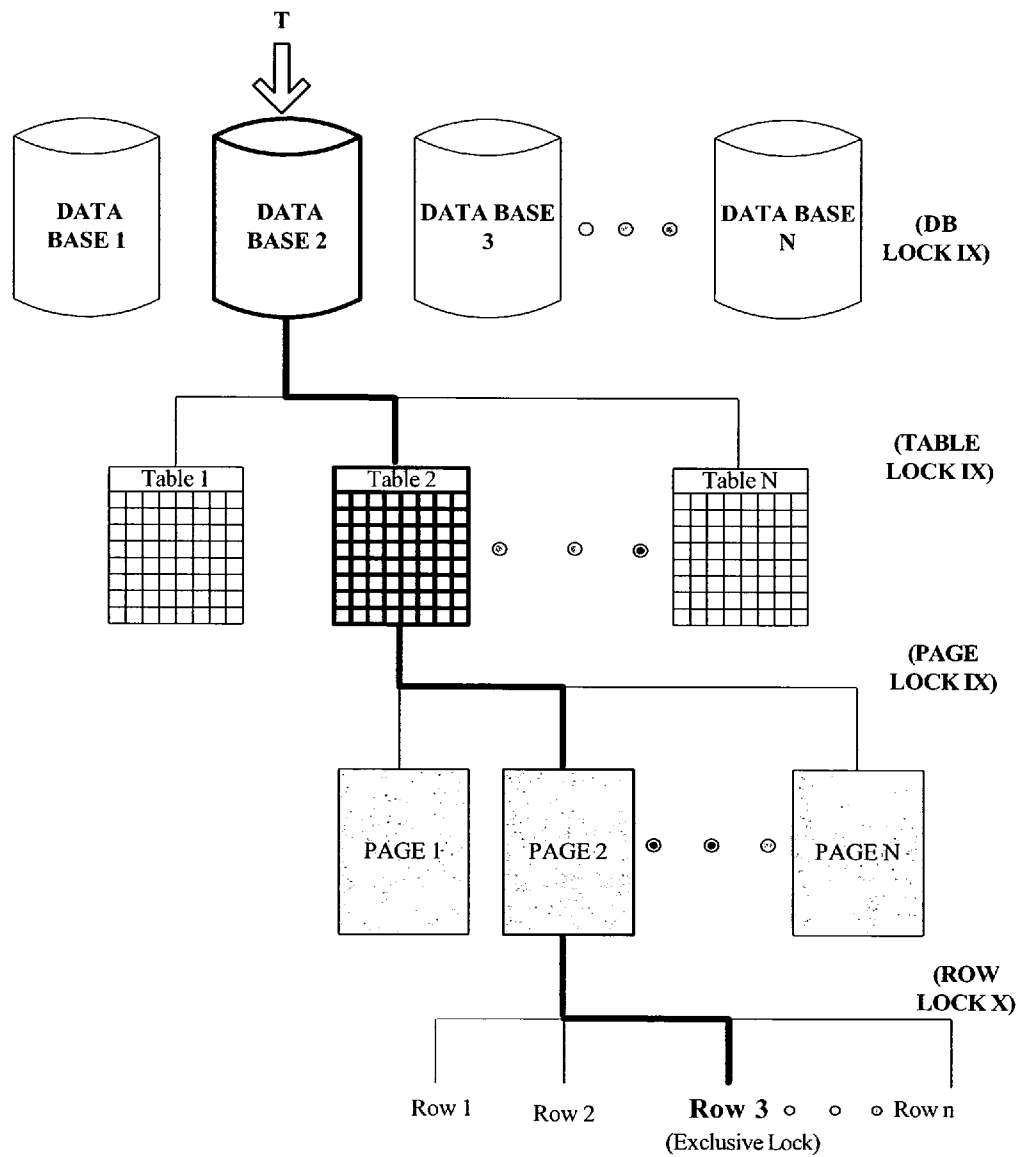 T
DATA
BASE 1
DATA
BASE 2
DATA BASE
3
DATA BASE
N
(DB
LOCK IX)
(TABLE
LOCK IX)
Table 1
Table 2
Table N
(PAGE
LOCK IX)
PAGE 1
PAGE 2
PAGE N
(ROW
LOCK X)
Row 1
Row 2
Row 3
Row n
(Exclusive Lock)